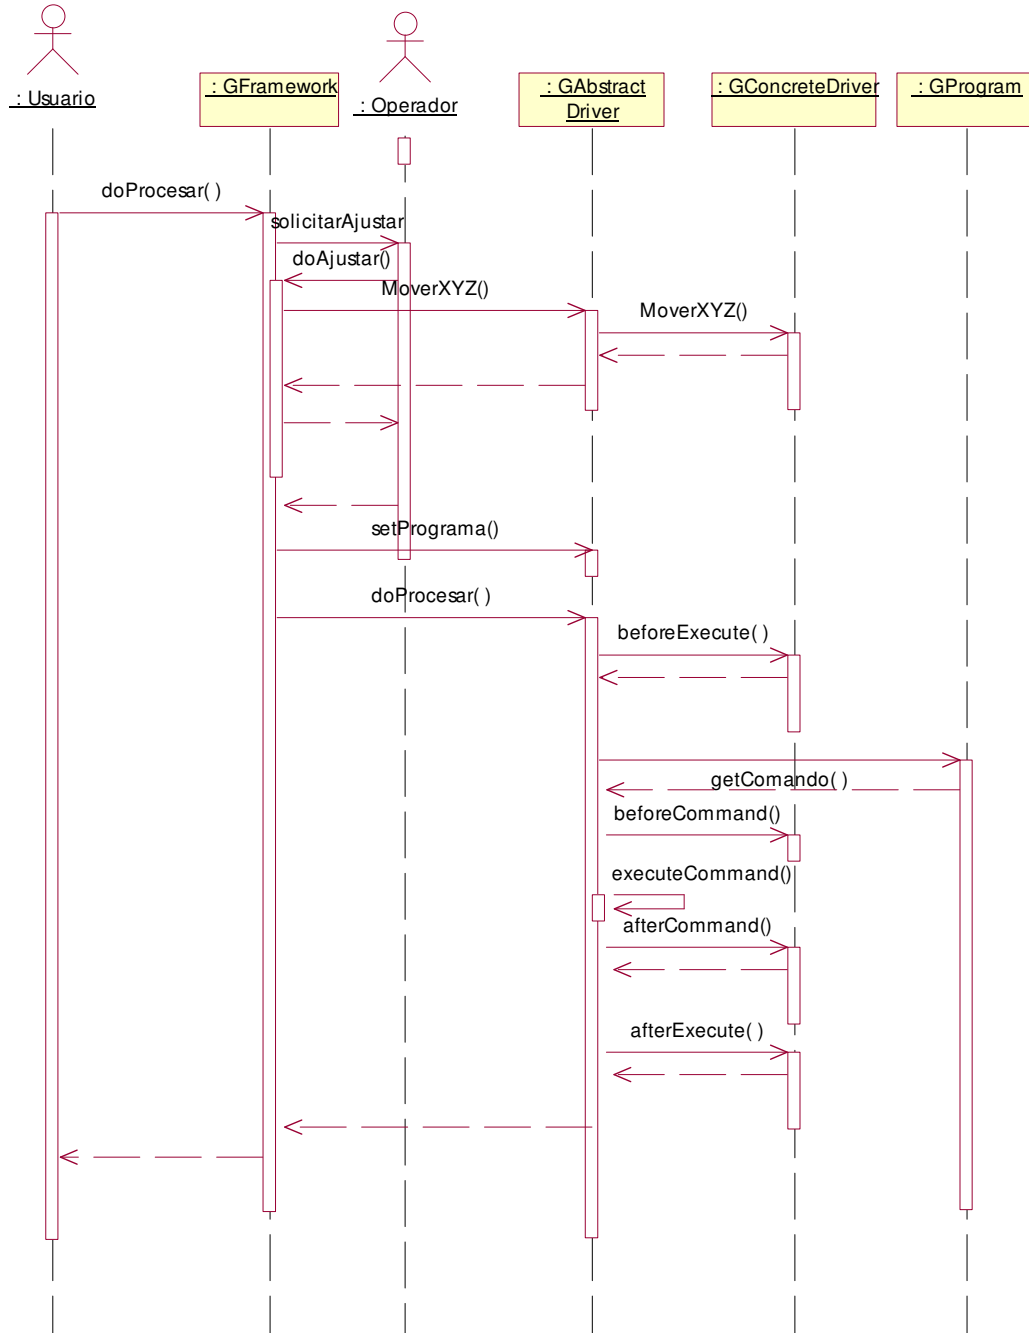 : Usuario
: GFramework
: Operador
: GAbstract
Driver
: GConcreteDriver
: GProgram
doProcesar( )
solicitarAjustar
doAjustar()
MoverXYZ()
MoverXYZ()
setPrograma()
doProcesar( )
beforeExecute( )
getComando( )
beforeCommand()
executeCommand()
afterCommand()
afterExecute( )